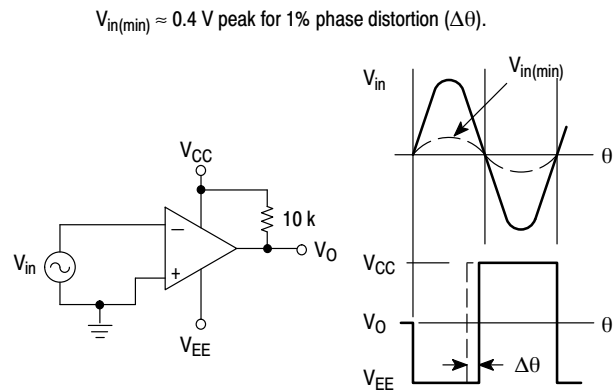 V_in(min) ≈ 0.4 V peak for 1% phase distortion (Δθ).
V_in
V_in(min)
θ
V_CC
10 k
−
+
V_O
V_in
V_EE
V_CC
V_O
θ
V_EE
Δθ